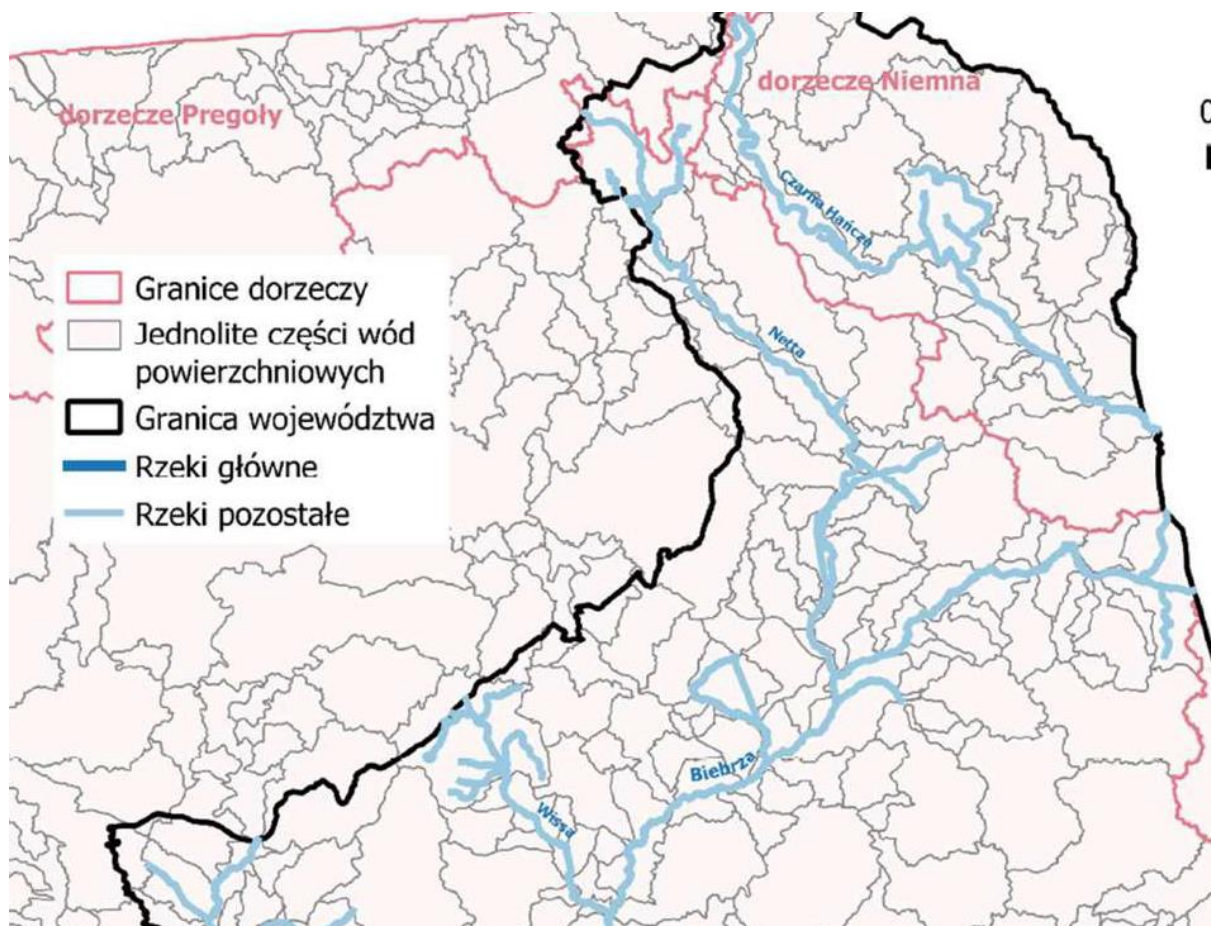 dorzecze Niemna
dorzecze Pregoły
0
Czarna Hańcza
Granice dorzeczy
Jednolite części wód
powierzchniowych
Granica województwa
Rzeki główne
Rzeki pozostałe
Netta
Biebrza
Wissa